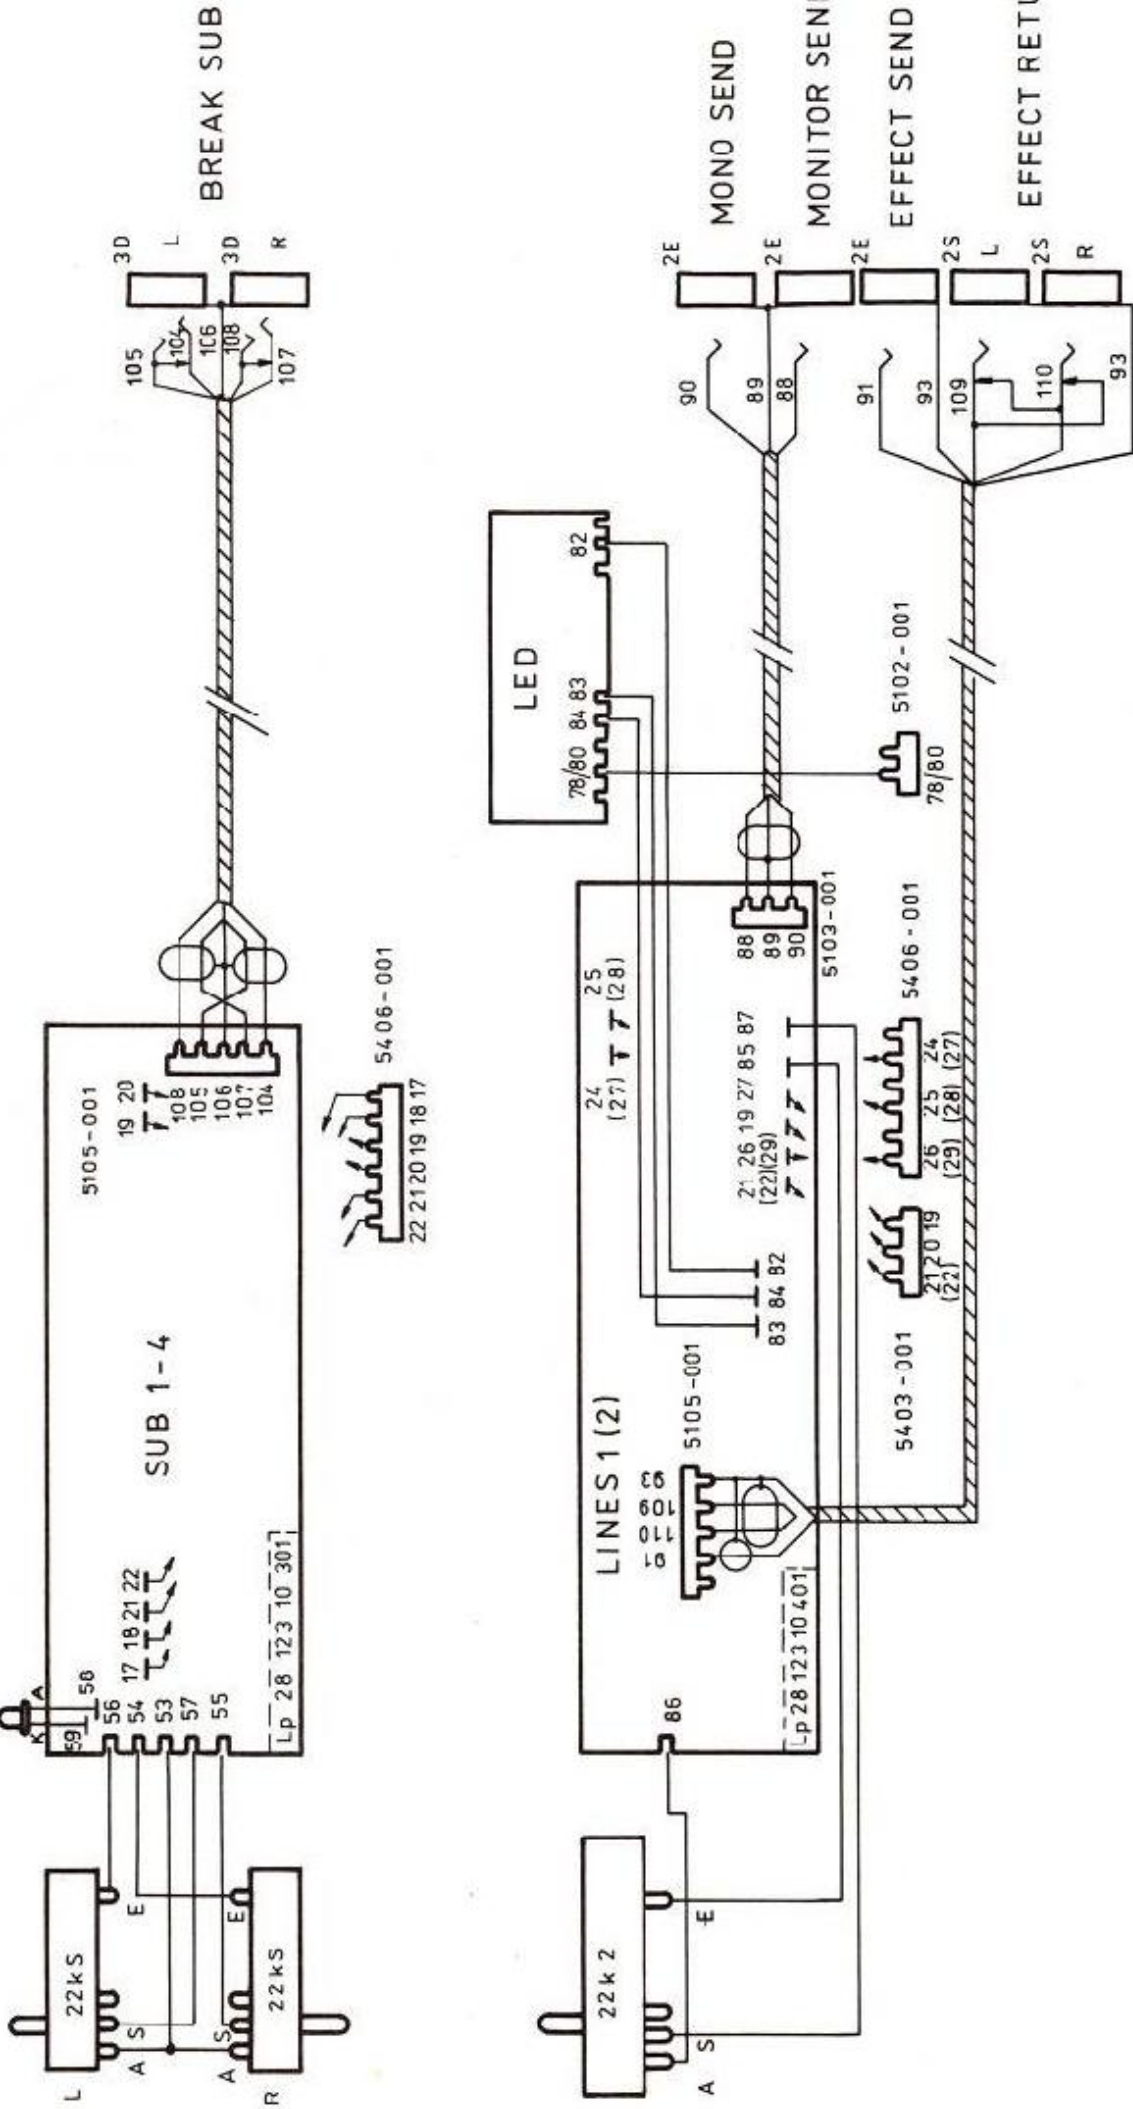 BREAK SUB
3D
L
3D
R
105
104
106
108
107
5105-001
19 20
108
105
106
107
104
5406-001
22 21 20 19 18 17
SUB 1-4
17 18 21 22
K A
59
58
56
54
53
57
55
Lp 28 123 10 301
L
22kS
A S E
A S E
22kS
R
MONO SEND
MONITOR SEN
EFFECT SEND
2E
2E
2E
2S
L
2S
R
90
89
88
91
93
109
110
93
LED
78/80 84 83
82
5102-001
78/80
LINES 1 (2)
24
(27)
25
(28)
88
89
90
5103-001
21 26 19 27 85 87
(22)(29)
83 84 82
5105-001
91 110 109 93
86
Lp 28 123 10 401
5403-001
21 20 19
(22)
5406-001
26 25 24
(29) (28) (27)
22k2
A S E
EFFECT RETU